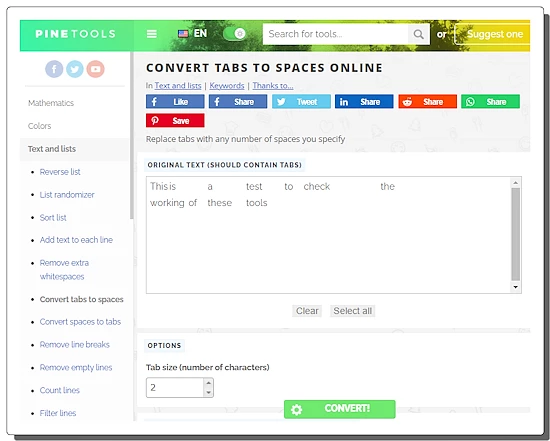 PINETOOLS
EN
Search for tools...
or
Suggest one
CONVERT TABS TO SPACES ONLINE
In Text and lists | Keywords | Thanks to...
Like
Share
Tweet
Share
Share
Share
Save
Replace tabs with any number of spaces you specify
Mathematics
Colors
Text and lists
Reverse list
List randomizer
Sort list
Add text to each line
Remove extra
whitespaces
Convert tabs to spaces
Convert spaces to tabs
Remove line breaks
Remove empty lines
Count lines
Filter lines
ORIGINAL TEXT (SHOULD CONTAIN TABS)
This is a test to check the
working of these tools
Clear Select all
OPTIONS
Tab size (number of characters)
2
CONVERT!